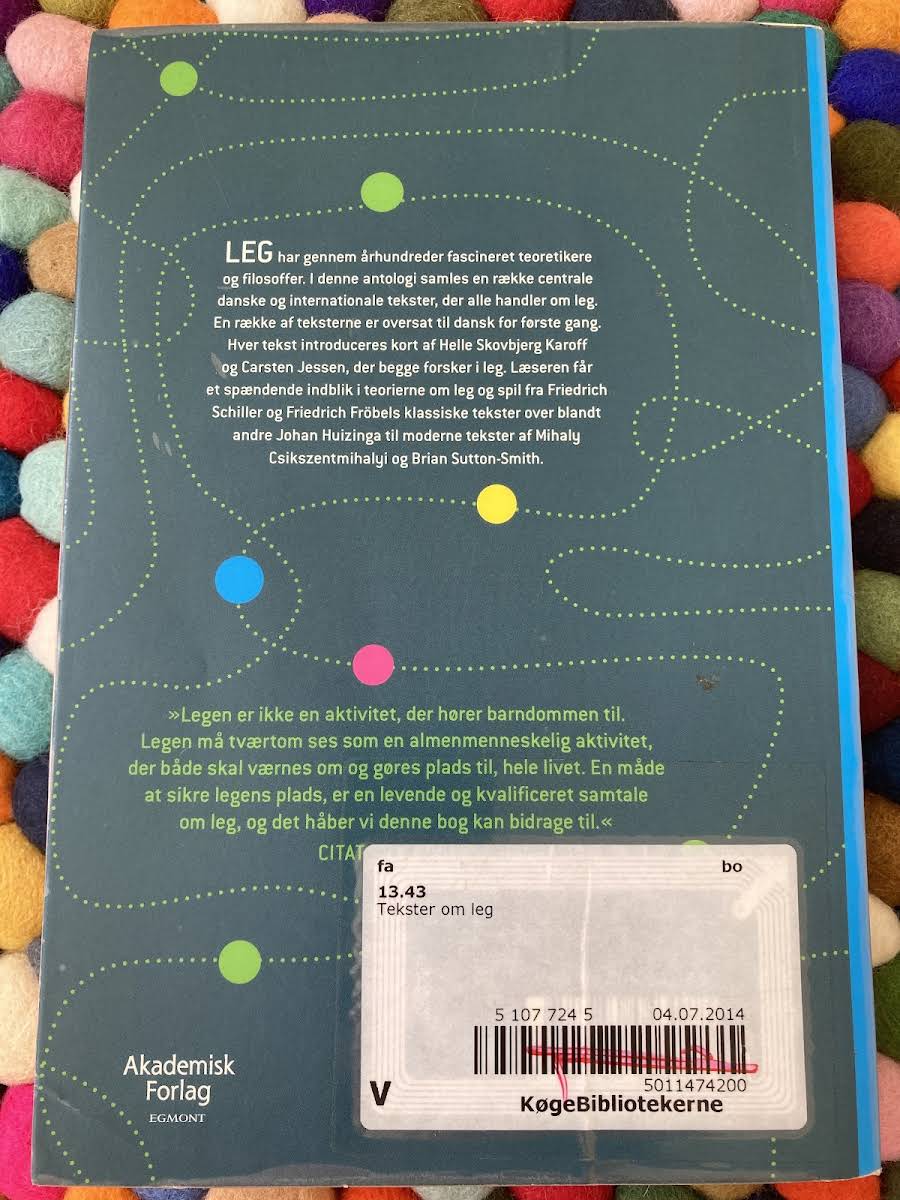 LEG har gennem århundreder fascineret teoretikere
og filosoffer. I denne antologi samles en række centrale
danske og internationale tekster, der alle handler om leg.
En række af teksterne er oversat til dansk for første gang.
Hver tekst introduceres kort af Helle Skovbjerg Karoff
og Carsten Jessen, der begge forsker i leg. Læseren får
et spændende indblik i teorierne om leg og spil fra Friedrich
Schiller og Friedrich Fröbels klassiske tekster over blandt
andre Johan Huizinga til moderne tekster af Mihaly
Csikszentmihalyi og Brian Sutton-Smith.
»Legen er ikke en aktivitet, der hører barndommen til.
Legen må tværtom ses som en almenmenneskelig aktivitet,
der både skal værnes om og gøres plads til, hele livet. En måde
at sikre legens plads, er en levende og kvalificeret samtale
om leg, og det håber vi denne bog kan bidrage til.«
CITAT
fa bo
13.43
Tekster om leg
5 107 724 5 04.07.2014
5011474200
V KøgeBibliotekerne
Akademisk
Forlag
EGMONT